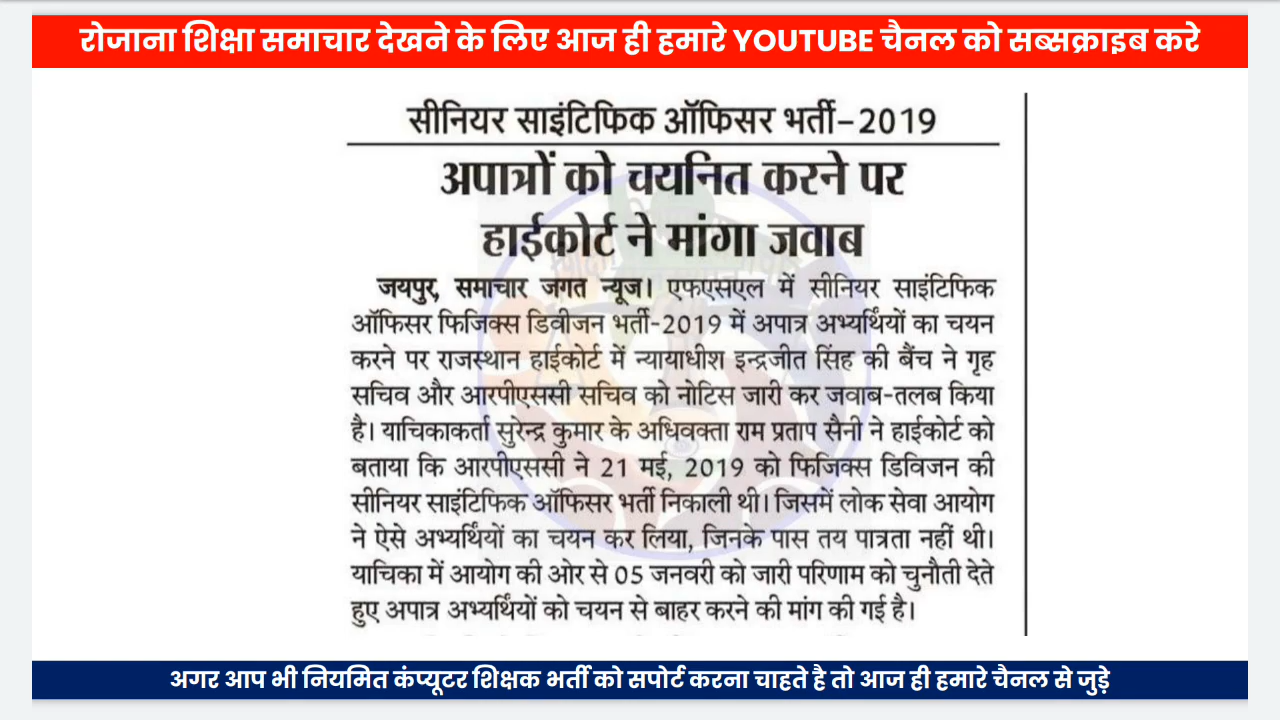 रोजाना शिक्षा समाचार देखने के लिए आज ही हमारे YOUTUBE चैनल को सब्सक्राइब करे
सीनियर साइंटिफिक ऑफिसर भर्ती-2019
अपात्रों को चयनित करने पर
हाईकोर्ट ने मांगा जवाब
जयपुर, समाचार जगत न्यूज। एफएसएल में सीनियर साइंटिफिक
ऑफिसर फिजिक्स डिवीजन भर्ती-2019 में अपात्र अभ्यर्थियों का चयन
करने पर राजस्थान हाईकोर्ट में न्यायाधीश इन्द्रजीत सिंह की बैंच ने गृह
सचिव और आरपीएससी सचिव को नोटिस जारी कर जवाब-तलब किया
है। याचिकाकर्ता सुरेन्द्र कुमार के अधिवक्ता राम प्रताप सैनी ने हाईकोर्ट को
बताया कि आरपीएससी ने 21 मई, 2019 को फिजिक्स डिविजन की
सीनियर साइंटिफिक ऑफिसर भर्ती निकाली थी। जिसमें लोक सेवा आयोग
ने ऐसे अभ्यर्थियों का चयन कर लिया, जिनके पास तय पात्रता नहीं थी।
याचिका में आयोग की ओर से 05 जनवरी को जारी परिणाम को चुनौती देते
हुए अपात्र अभ्यर्थियों को चयन से बाहर करने की मांग की गई है।
अगर आप भी नियमित कंप्यूटर शिक्षक भर्ती को सपोर्ट करना चाहते है तो आज ही हमारे चैनल से जुड़े